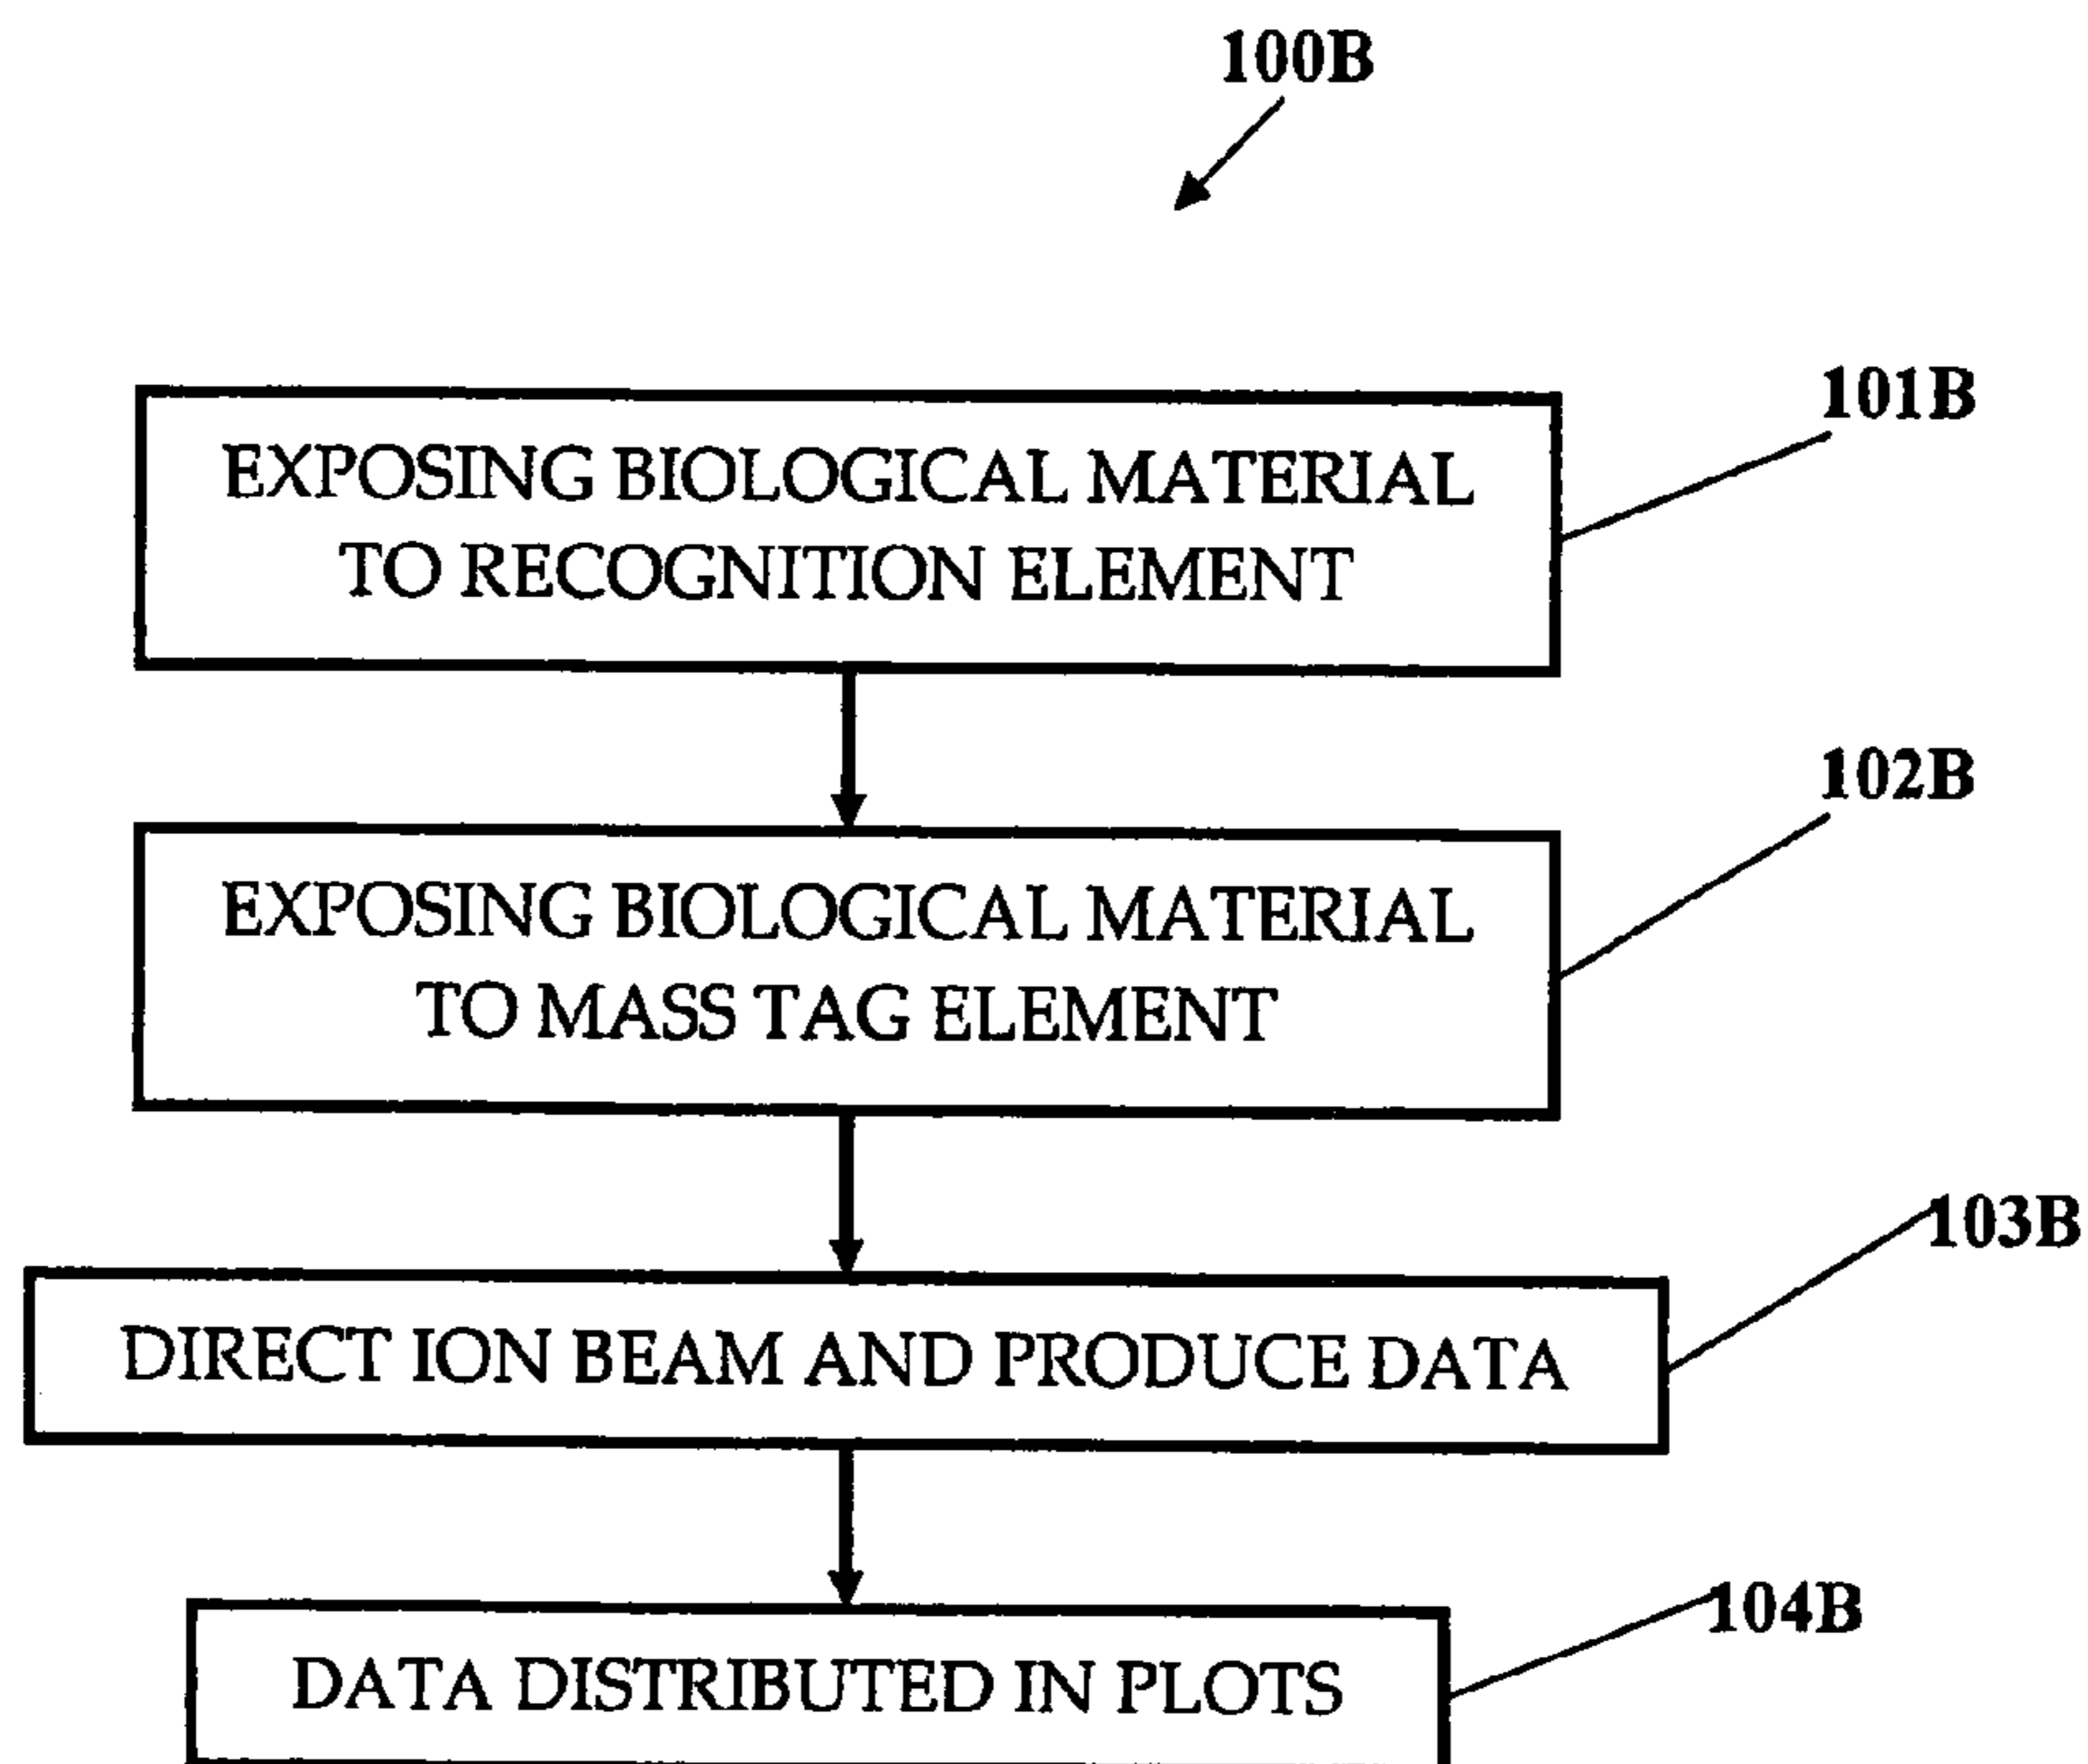 100B
101B
EXPOSING BIOLOGICAL MATERIAL
TO RECOGNITION ELEMENT
102B
EXPOSING BIOLOGICAL MATERIAL
TO MASS TAG ELEMENT
103B
DIRECT ION BEAM AND PRODUCE DATA
104B
DATA DISTRIBUTED IN PLOTS